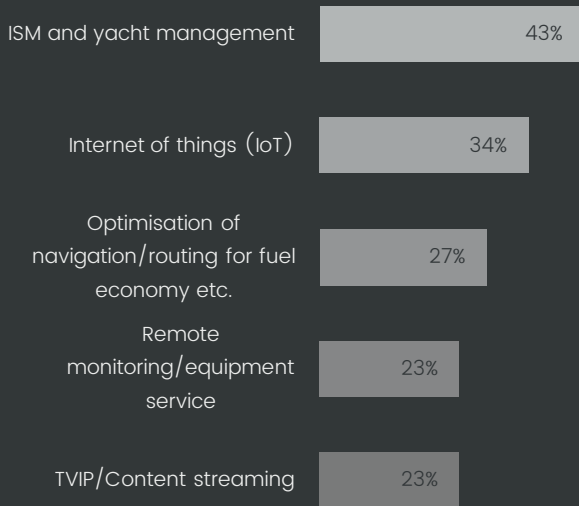 ISM and yacht management
43%
Internet of things (IoT)
34%
Optimisation of
navigation/routing for fuel
economy etc.
27%
Remote
monitoring/equipment
service
23%
TVIP/Content streaming
23%